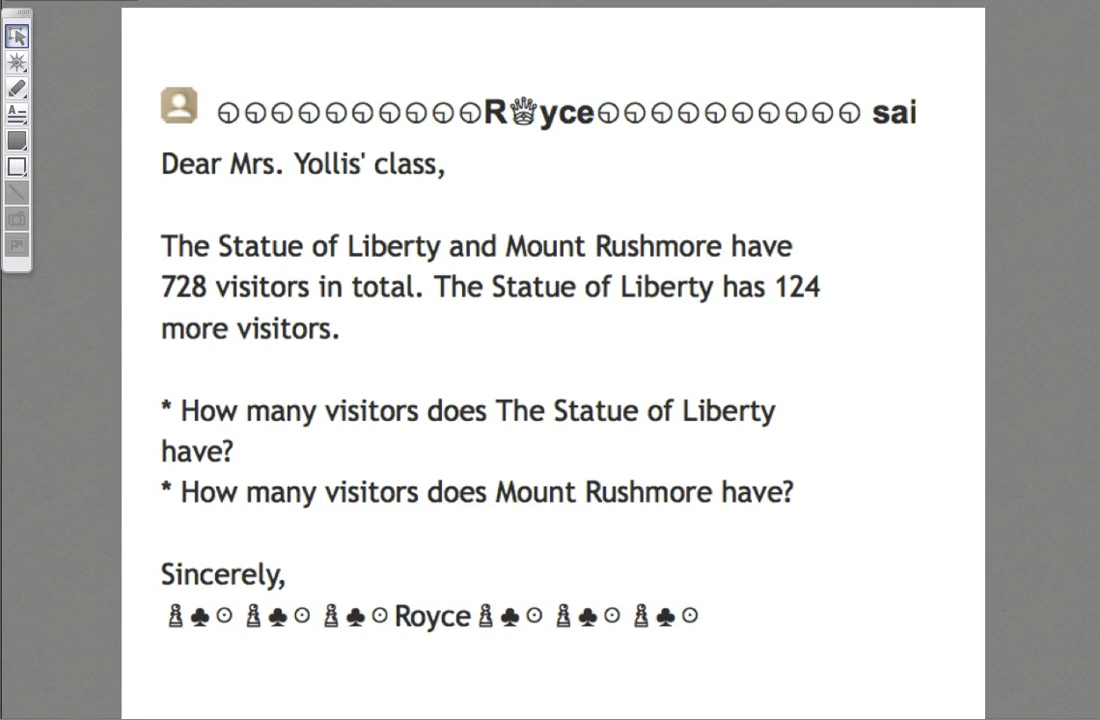 ◵◵◵◵◵◵◵◵◵◵R♕yce◵◵◵◵◵◵◵◵◵◵ sai
Dear Mrs. Yollis' class,
The Statue of Liberty and Mount Rushmore have
728 visitors in total. The Statue of Liberty has 124
more visitors.
* How many visitors does The Statue of Liberty
have?
* How many visitors does Mount Rushmore have?
Sincerely,
♙♣⊙♙♣⊙♙♣⊙Royce♙♣⊙♙♣⊙♙♣⊙